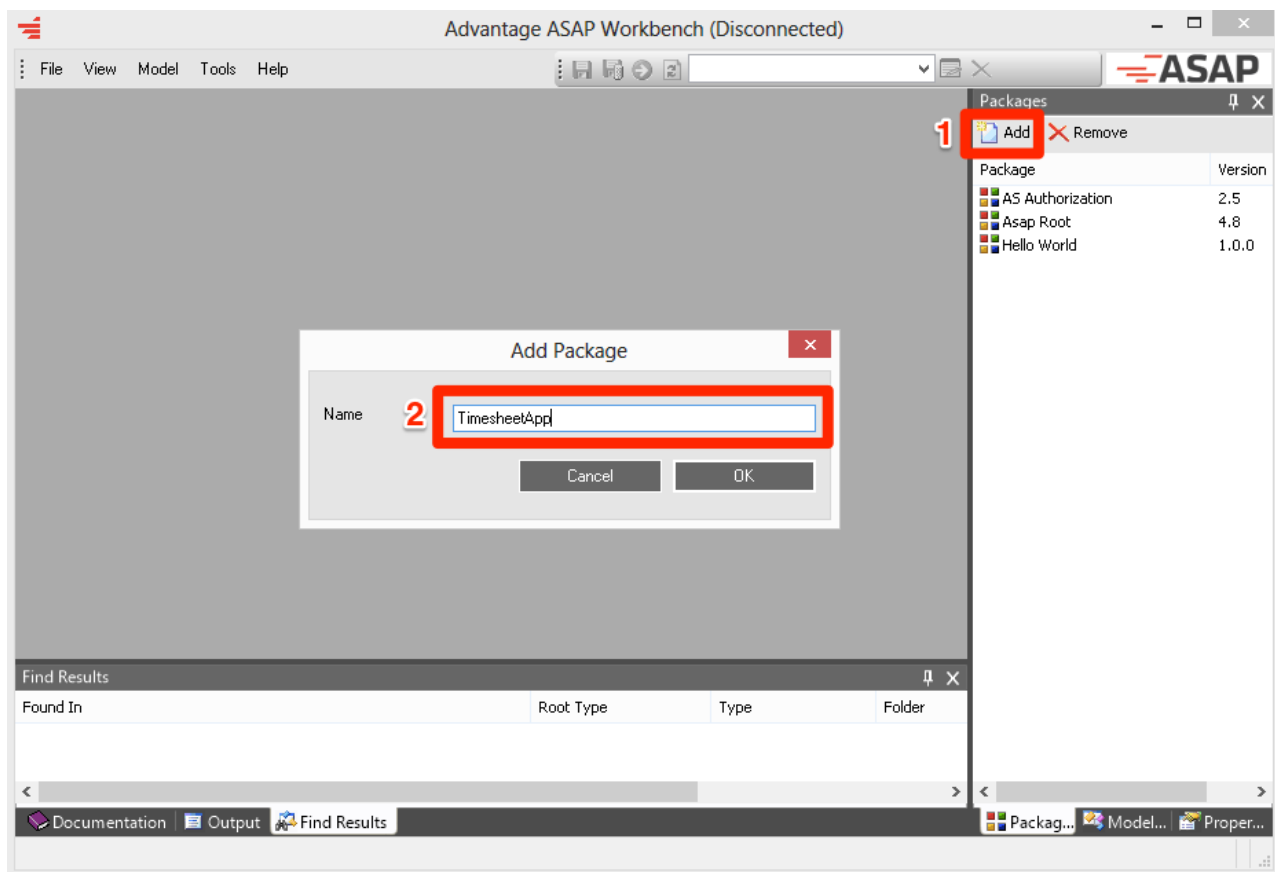 Advantage ASAP Workbench (Disconnected)
File View Model Tools Help
ASAP
Packages
1 Add Remove
Package Version
AS Authorization 2.5
Asap Root 4.8
Hello World 1.0.0
Add Package
Name 2 TimesheetApp
Cancel OK
Find Results
Found In Root Type Type Folder
Documentation Output Find Results
Packag... Model... Proper...